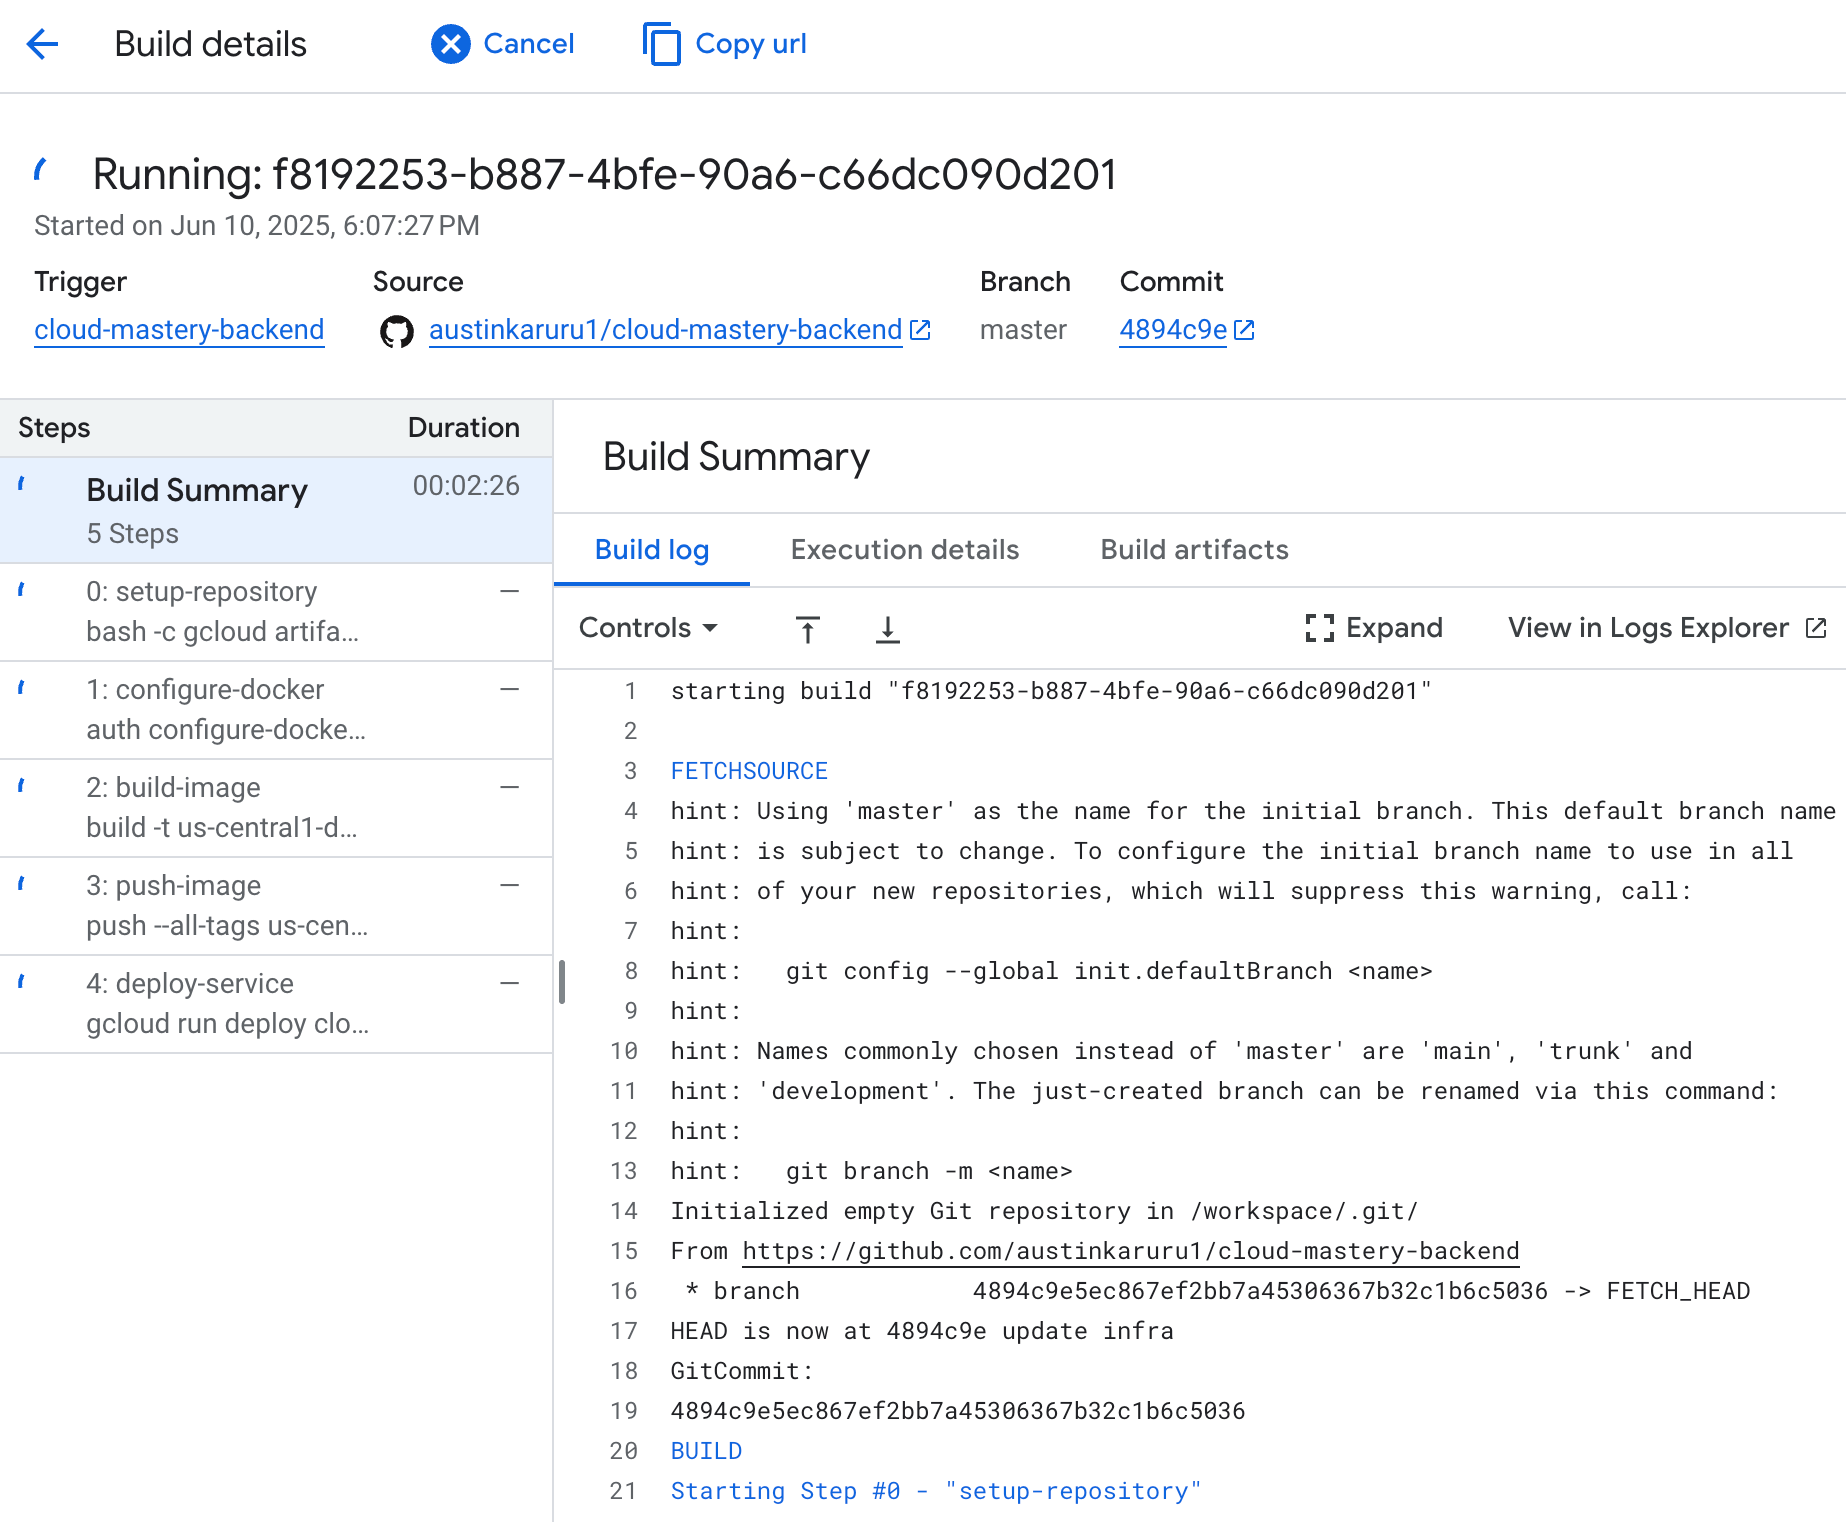 Build details
Cancel
Copy url
Running: f8192253-b887-4bfe-90a6-c66dc090d201
Started on Jun 10, 2025, 6:07:27 PM
Trigger
Source
Branch
Commit
cloud-mastery-backend
austinkaruru1/cloud-mastery-backend
master
4894c9e
Steps
Duration
Build Summary
00:02:26
5 Steps
0: setup-repository
—
bash -c gcloud artifa...
1: configure-docker
—
auth configure-docke...
2: build-image
—
build -t us-central1-d...
3: push-image
—
push --all-tags us-cen...
4: deploy-service
—
gcloud run deploy clo...
Build Summary
Build log
Execution details
Build artifacts
Controls
Expand
View in Logs Explorer
1 starting build "f8192253-b887-4bfe-90a6-c66dc090d201"
2
3 FETCHSOURCE
4 hint: Using 'master' as the name for the initial branch. This default branch name
5 hint: is subject to change. To configure the initial branch name to use in all
6 hint: of your new repositories, which will suppress this warning, call:
7 hint:
8 hint:   git config --global init.defaultBranch <name>
9 hint:
10 hint: Names commonly chosen instead of 'master' are 'main', 'trunk' and
11 hint: 'development'. The just-created branch can be renamed via this command:
12 hint:
13 hint:   git branch -m <name>
14 Initialized empty Git repository in /workspace/.git/
15 From https://github.com/austinkaruru1/cloud-mastery-backend
16  * branch            4894c9e5ec867ef2bb7a45306367b32c1b6c5036 -> FETCH_HEAD
17 HEAD is now at 4894c9e update infra
18 GitCommit:
19 4894c9e5ec867ef2bb7a45306367b32c1b6c5036
20 BUILD
21 Starting Step #0 - "setup-repository"